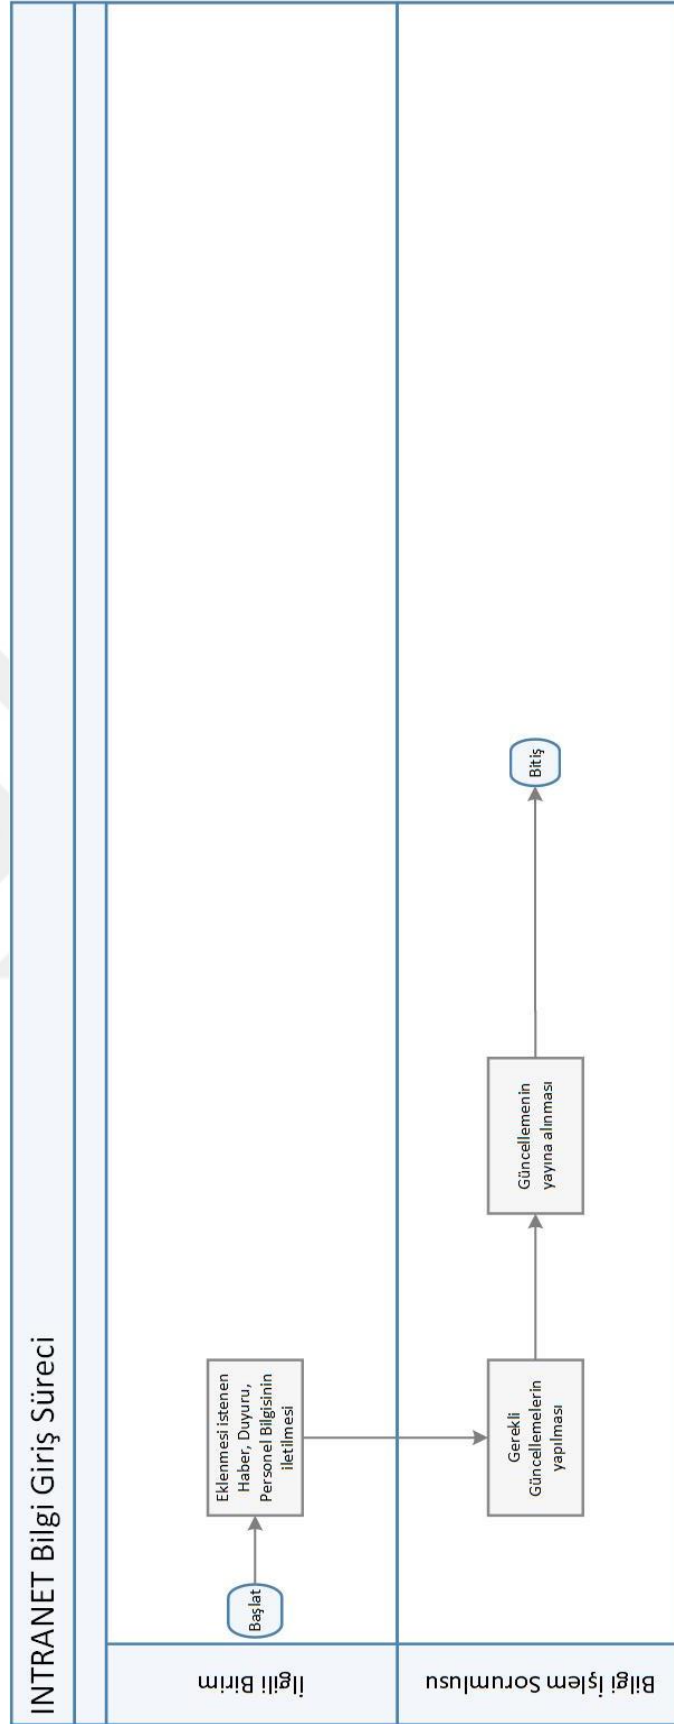 INTRANET Bilgi Giriş Süreci
İlgili Birim
Başlat
Eklenmesi istenen
Haber, Duyuru,
Personel Bilgisinin
iletilmesi
Bilgi İşlem Sorumlusu
Gerekli
Güncellemelerin
yapılması
Güncellemenin
yayına alınması
Bitiş